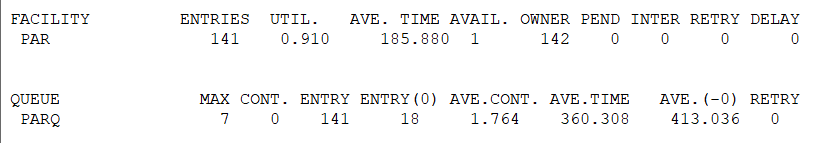 FACILITY ENTRIES UTIL. AVE. TIME AVAIL. OWNER PEND INTER RETRY DELAY
PAR 141 0.910 185.880 1 142 0 0 0 0
QUEUE MAX CONT. ENTRY ENTRY(0) AVE.CONT. AVE.TIME AVE.(-0) RETRY
PARQ 7 0 141 18 1.764 360.308 413.036 0